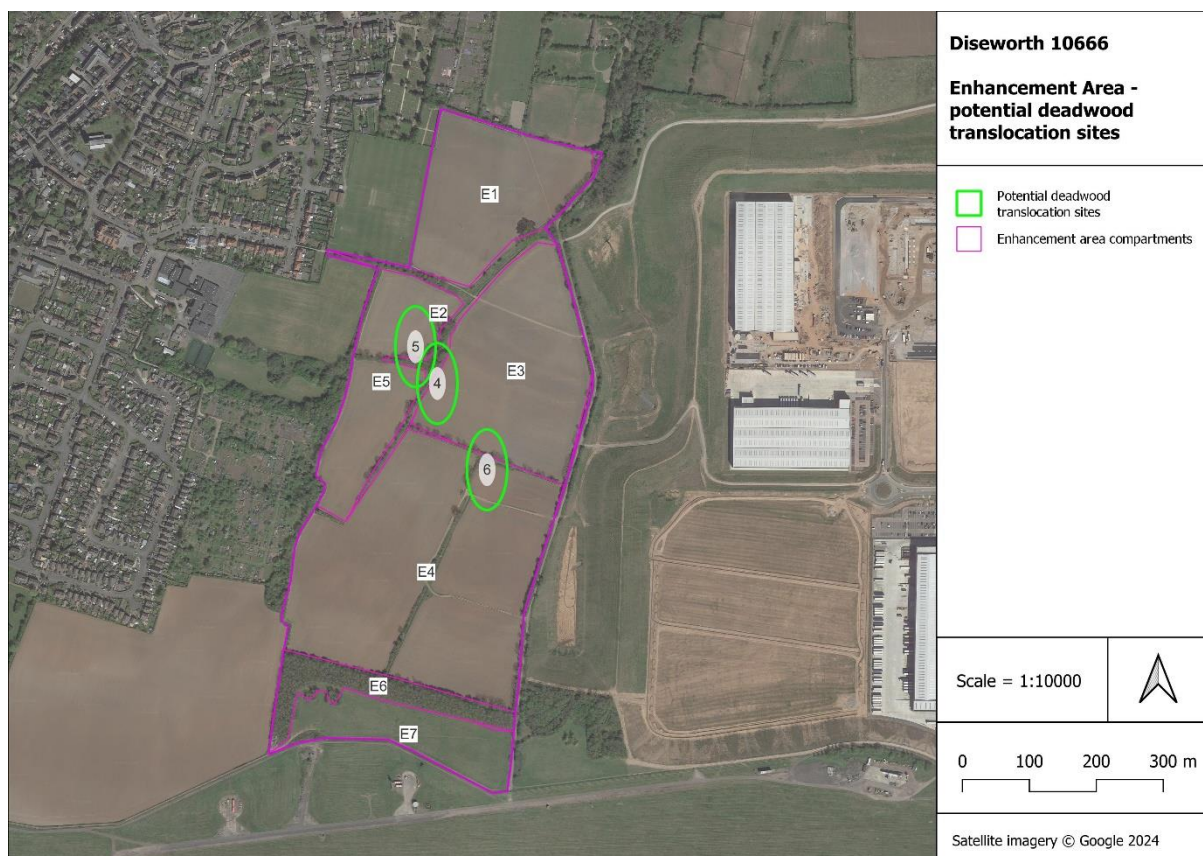 Diseworth 10666
Enhancement Area -
potential deadwood
translocation sites
Potential deadwood
translocation sites
Enhancement area compartments
E1
E2
5
E5
4
E3
6
E4
E6
E7
Scale = 1:10000
0 100 200 300 m
Satellite imagery © Google 2024